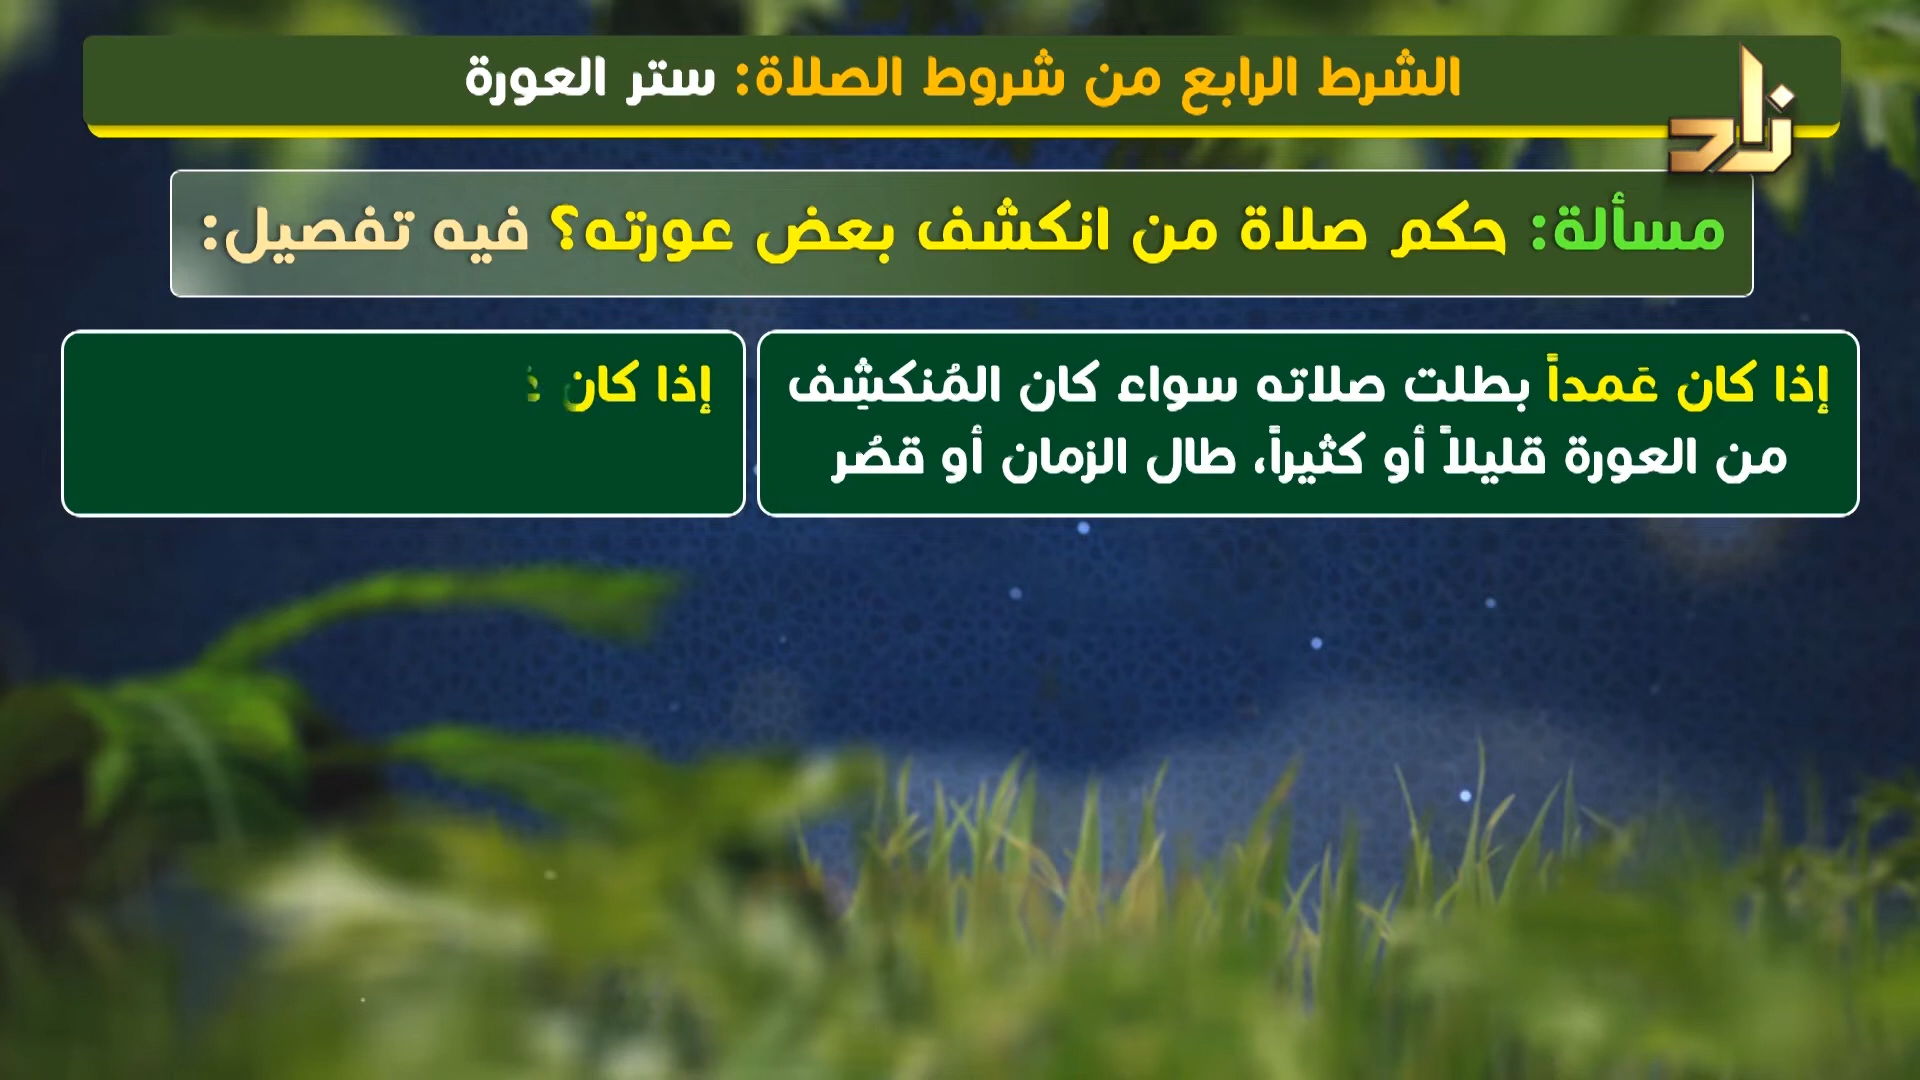 الشرط الرابع من شروط الصلاة: ستر العورة
زاد
مسألة: حكم صلاة من انكشف بعض عورته؟ فيه تفصيل:
إذا كان عَمداً بطلت صلاته سواء كان المُنكشِف
من العورة قليلاً أو كثيراً، طال الزمان أو قصُر
إذا كان